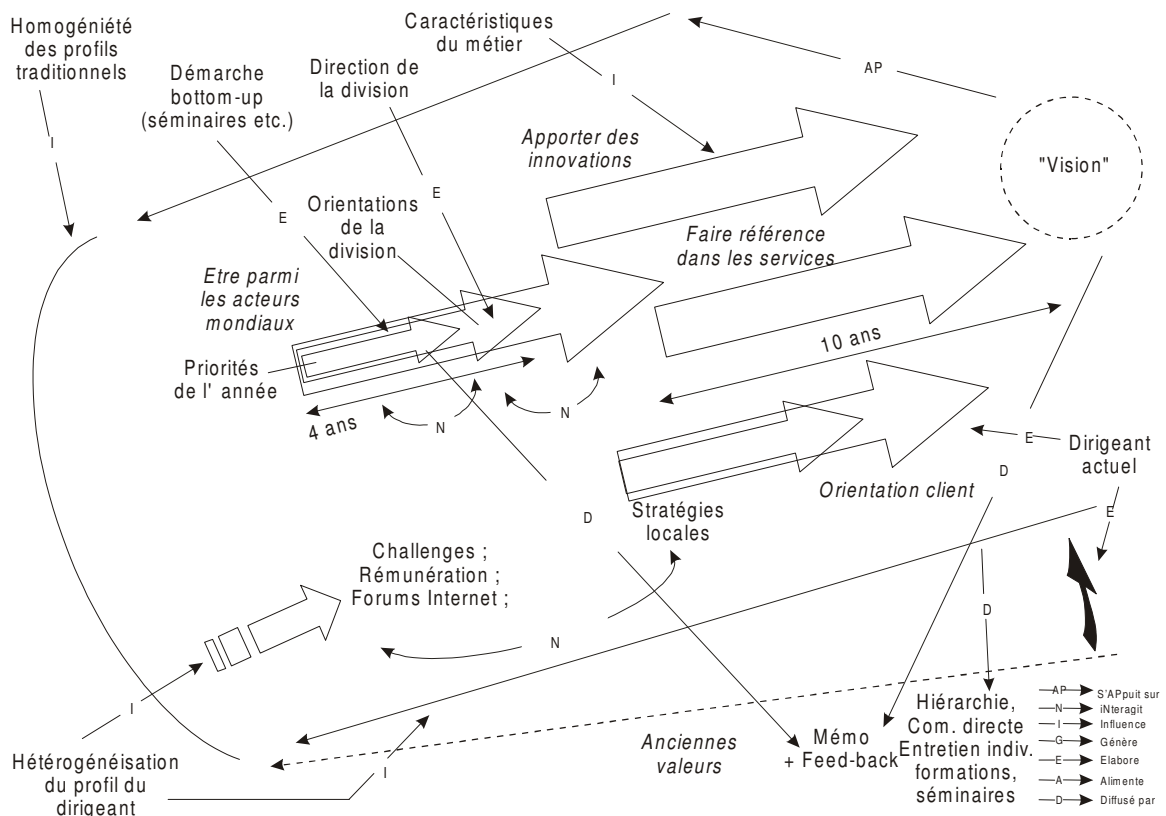 Homogéniété
des profils
traditionnels
I
Démarche
bottom-up
(séminaires etc.)
E
Direction de
la division
E
Caractéristiques
du métier
I
AP
"Vision"
Apporter des
innovations
Orientations
de la
division
Faire référence
dans les services
Etre parmi
les acteurs
mondiaux
Priorités
de l' année
4 ans
N
N
10 ans
E
Dirigeant
actuel
D
E
Orientation client
Stratégies
locales
D
Challenges ;
Rémunération ;
Forums Internet ;
N
D
I
Hétérogénéisation
du profil du
dirigeant
I
Anciennes
valeurs
Mémo
+ Feed-back
Hiérarchie,
Com. directe
Entretien indiv.
formations,
séminaires
AP S'APpuit sur
N iNteragit
I Influence
G Génère
E Elabore
A Alimente
D Diffusé par